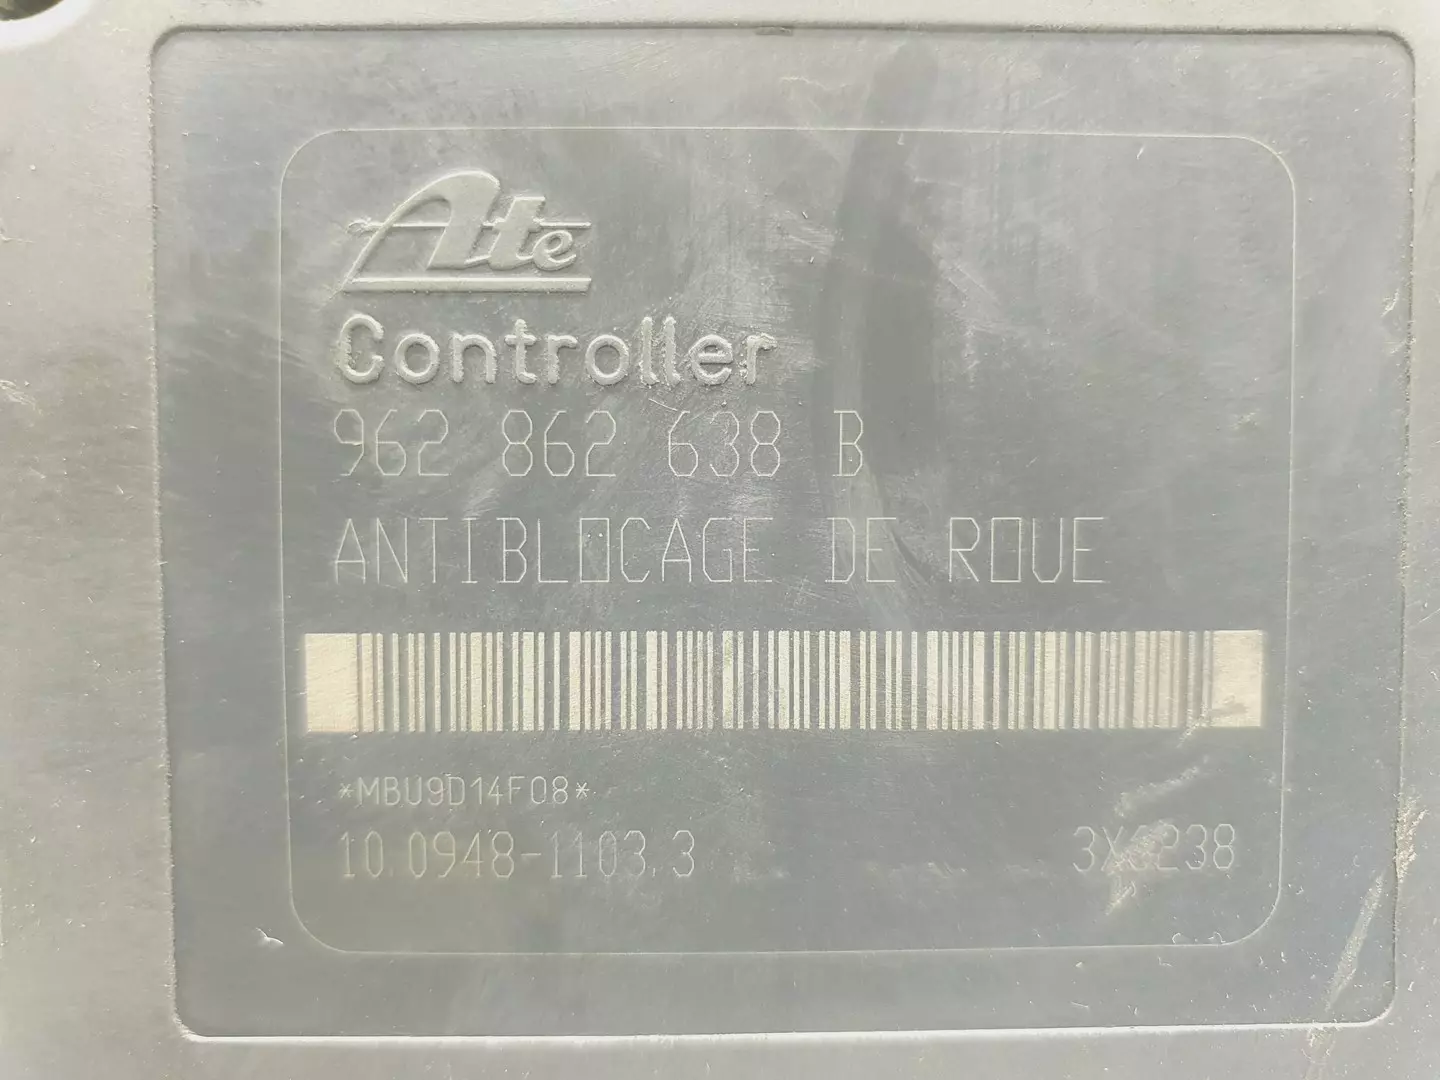 Ate
Controller
962 862 638 B
ANTIBLOCAGE DE ROUE
*MBU9D14F08*
10.0948-1103.3